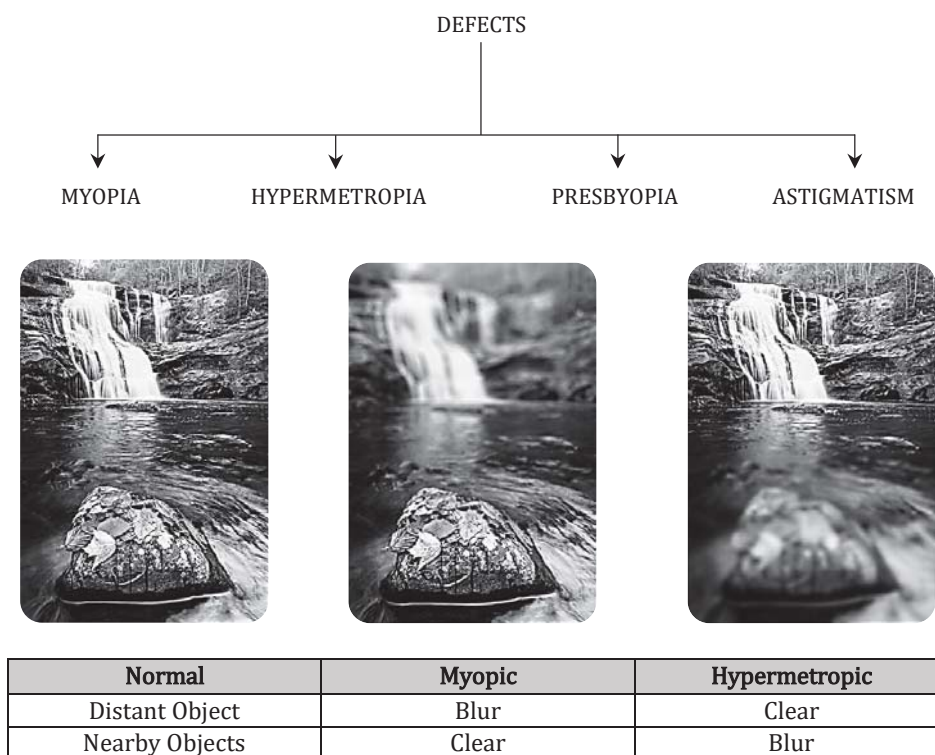 DEFECTS
MYOPIA HYPERMETROPIA PRESBYOPIA ASTIGMATISM
Normal Myopic Hypermetropic
Distant Object Blur Clear
Nearby Objects Clear Blur